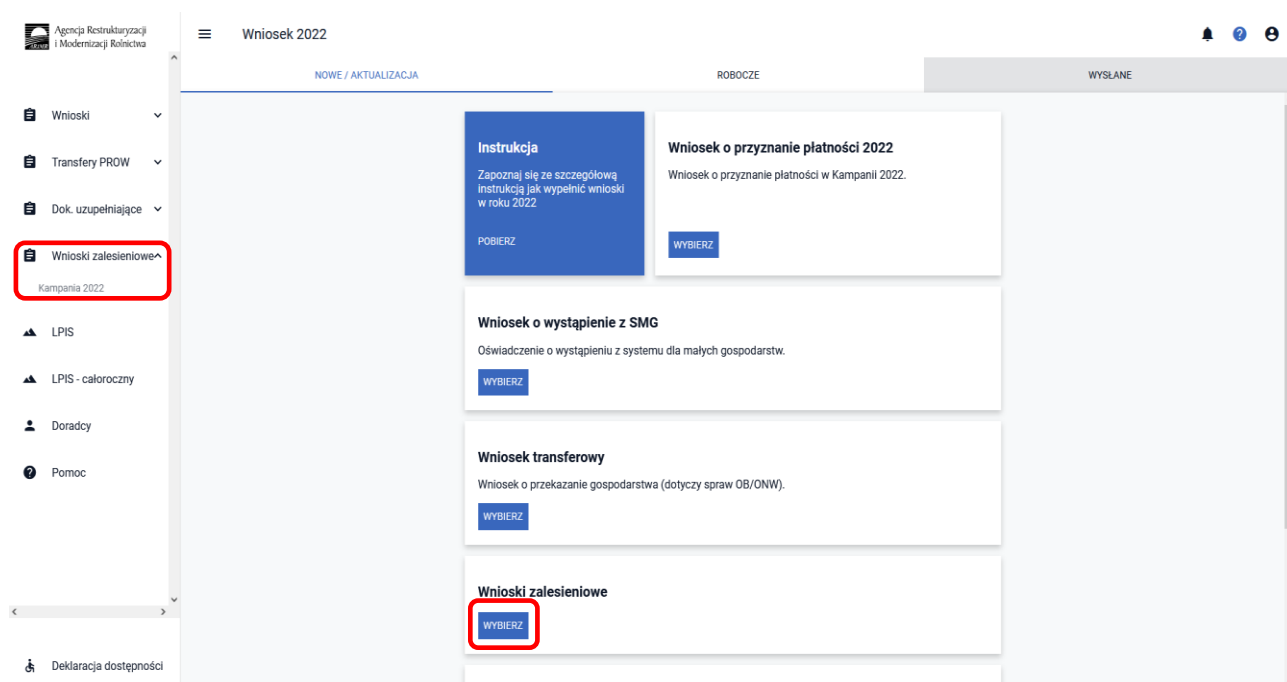 Agencja Restrukturyzacji
i Modernizacji Rolnictwa
Wniosek 2022
NOWE / AKTUALIZACJA
ROBOCZE
WYSŁANE
Wnioski
Transfery PROW
Dok. uzupełniające
Wnioski zalesieniowe
Kampania 2022
LPIS
LPIS - całoroczny
Doradcy
Pomoc
Deklaracja dostępności
Instrukcja
Zapoznaj się ze szczegółową
instrukcją jak wypełnić wnioski
w roku 2022
POBIERZ
Wniosek o przyznanie płatności 2022
Wniosek o przyznanie płatności w Kampanii 2022.
WYBIERZ
Wniosek o wystąpienie z SMG
Oświadczenie o wystąpieniu z systemu dla małych gospodarstw.
WYBIERZ
Wniosek transferowy
Wniosek o przekazanie gospodarstwa (dotyczy spraw OB/ONW).
WYBIERZ
Wnioski zalesieniowe
WYBIERZ